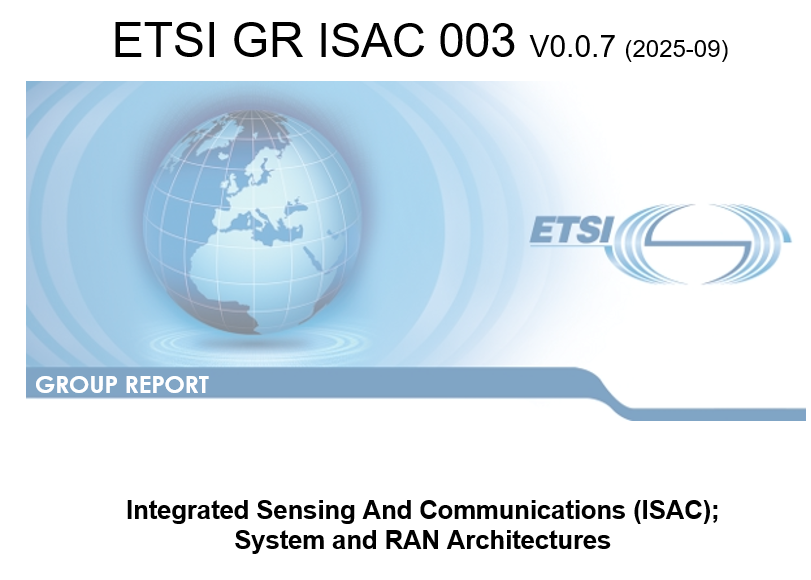 ETSI GR ISAC 003 V0.0.7 (2025-09)
ETSI
GROUP REPORT
Integrated Sensing And Communications (ISAC);
System and RAN Architectures